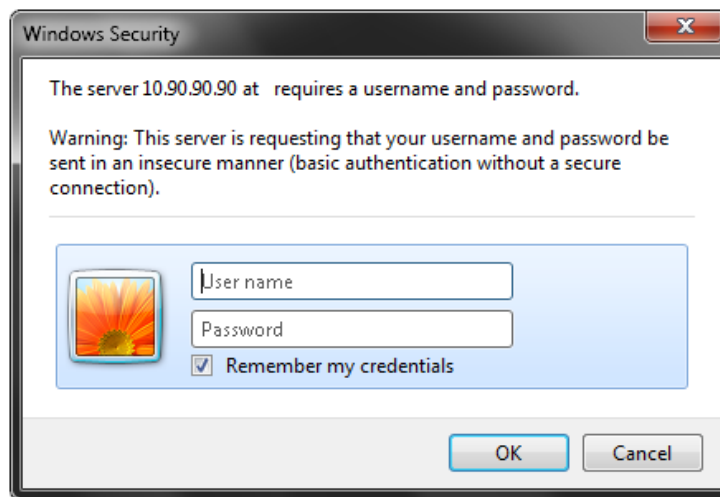 Windows Security
The server 10.90.90.90 at   requires a username and password.
Warning: This server is requesting that your username and password be
sent in an insecure manner (basic authentication without a secure
connection).
User name
Password
Remember my credentials
OK
Cancel